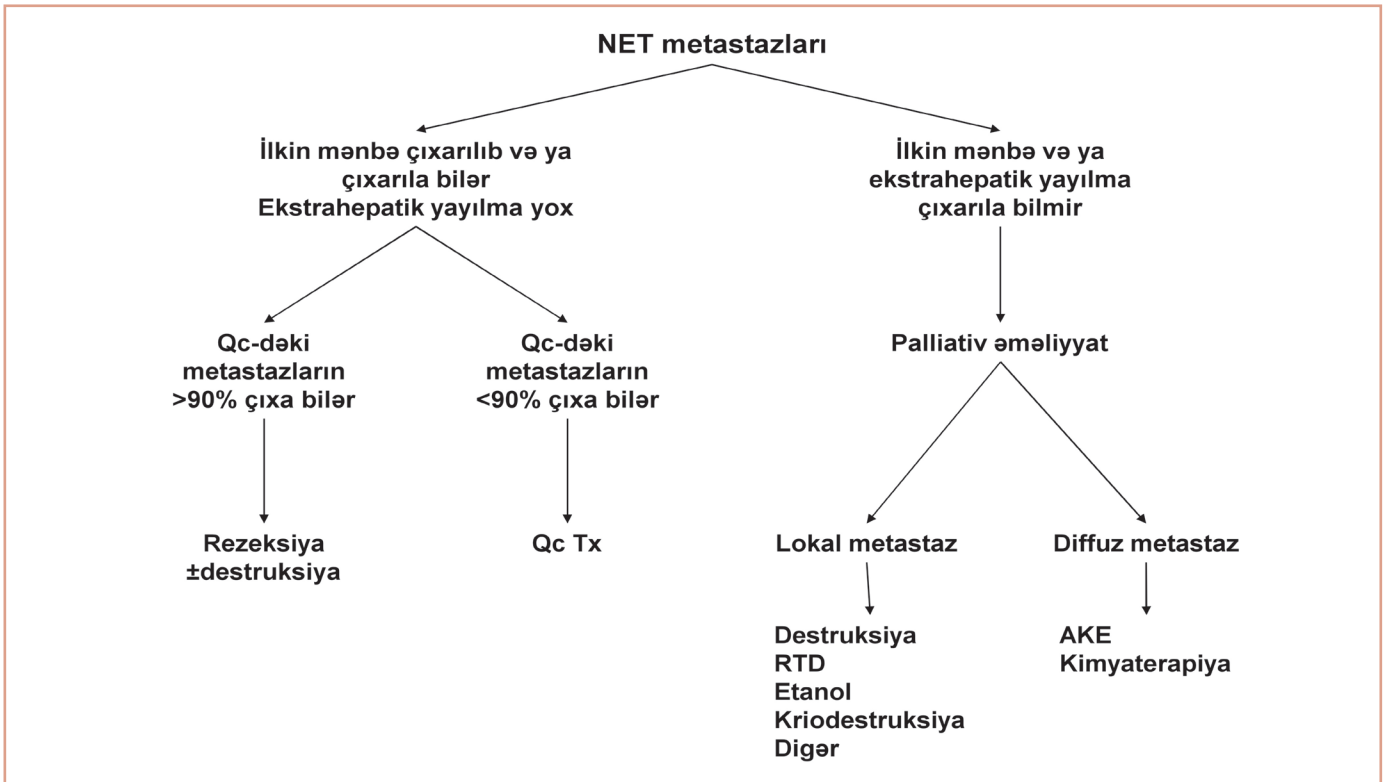 NET metastazları
İlkin mənbə çıxarılıb və ya
çıxarıla bilər
Ekstrahepatik yayılma yox
İlkin mənbə və ya
ekstrahepatik yayılma
çıxarıla bilmir
Qc-dəki
metastazların
>90% çıxa bilər
Qc-dəki
metastazların
<90% çıxa bilər
Palliativ əməliyyat
Rezeksiya
±destruksiya
Qc Tx
Lokal metastaz
Diffuz metastaz
Destruksiya
RTD
Etanol
Kriodestruksiya
Digər
AKE
Kimyaterapiya